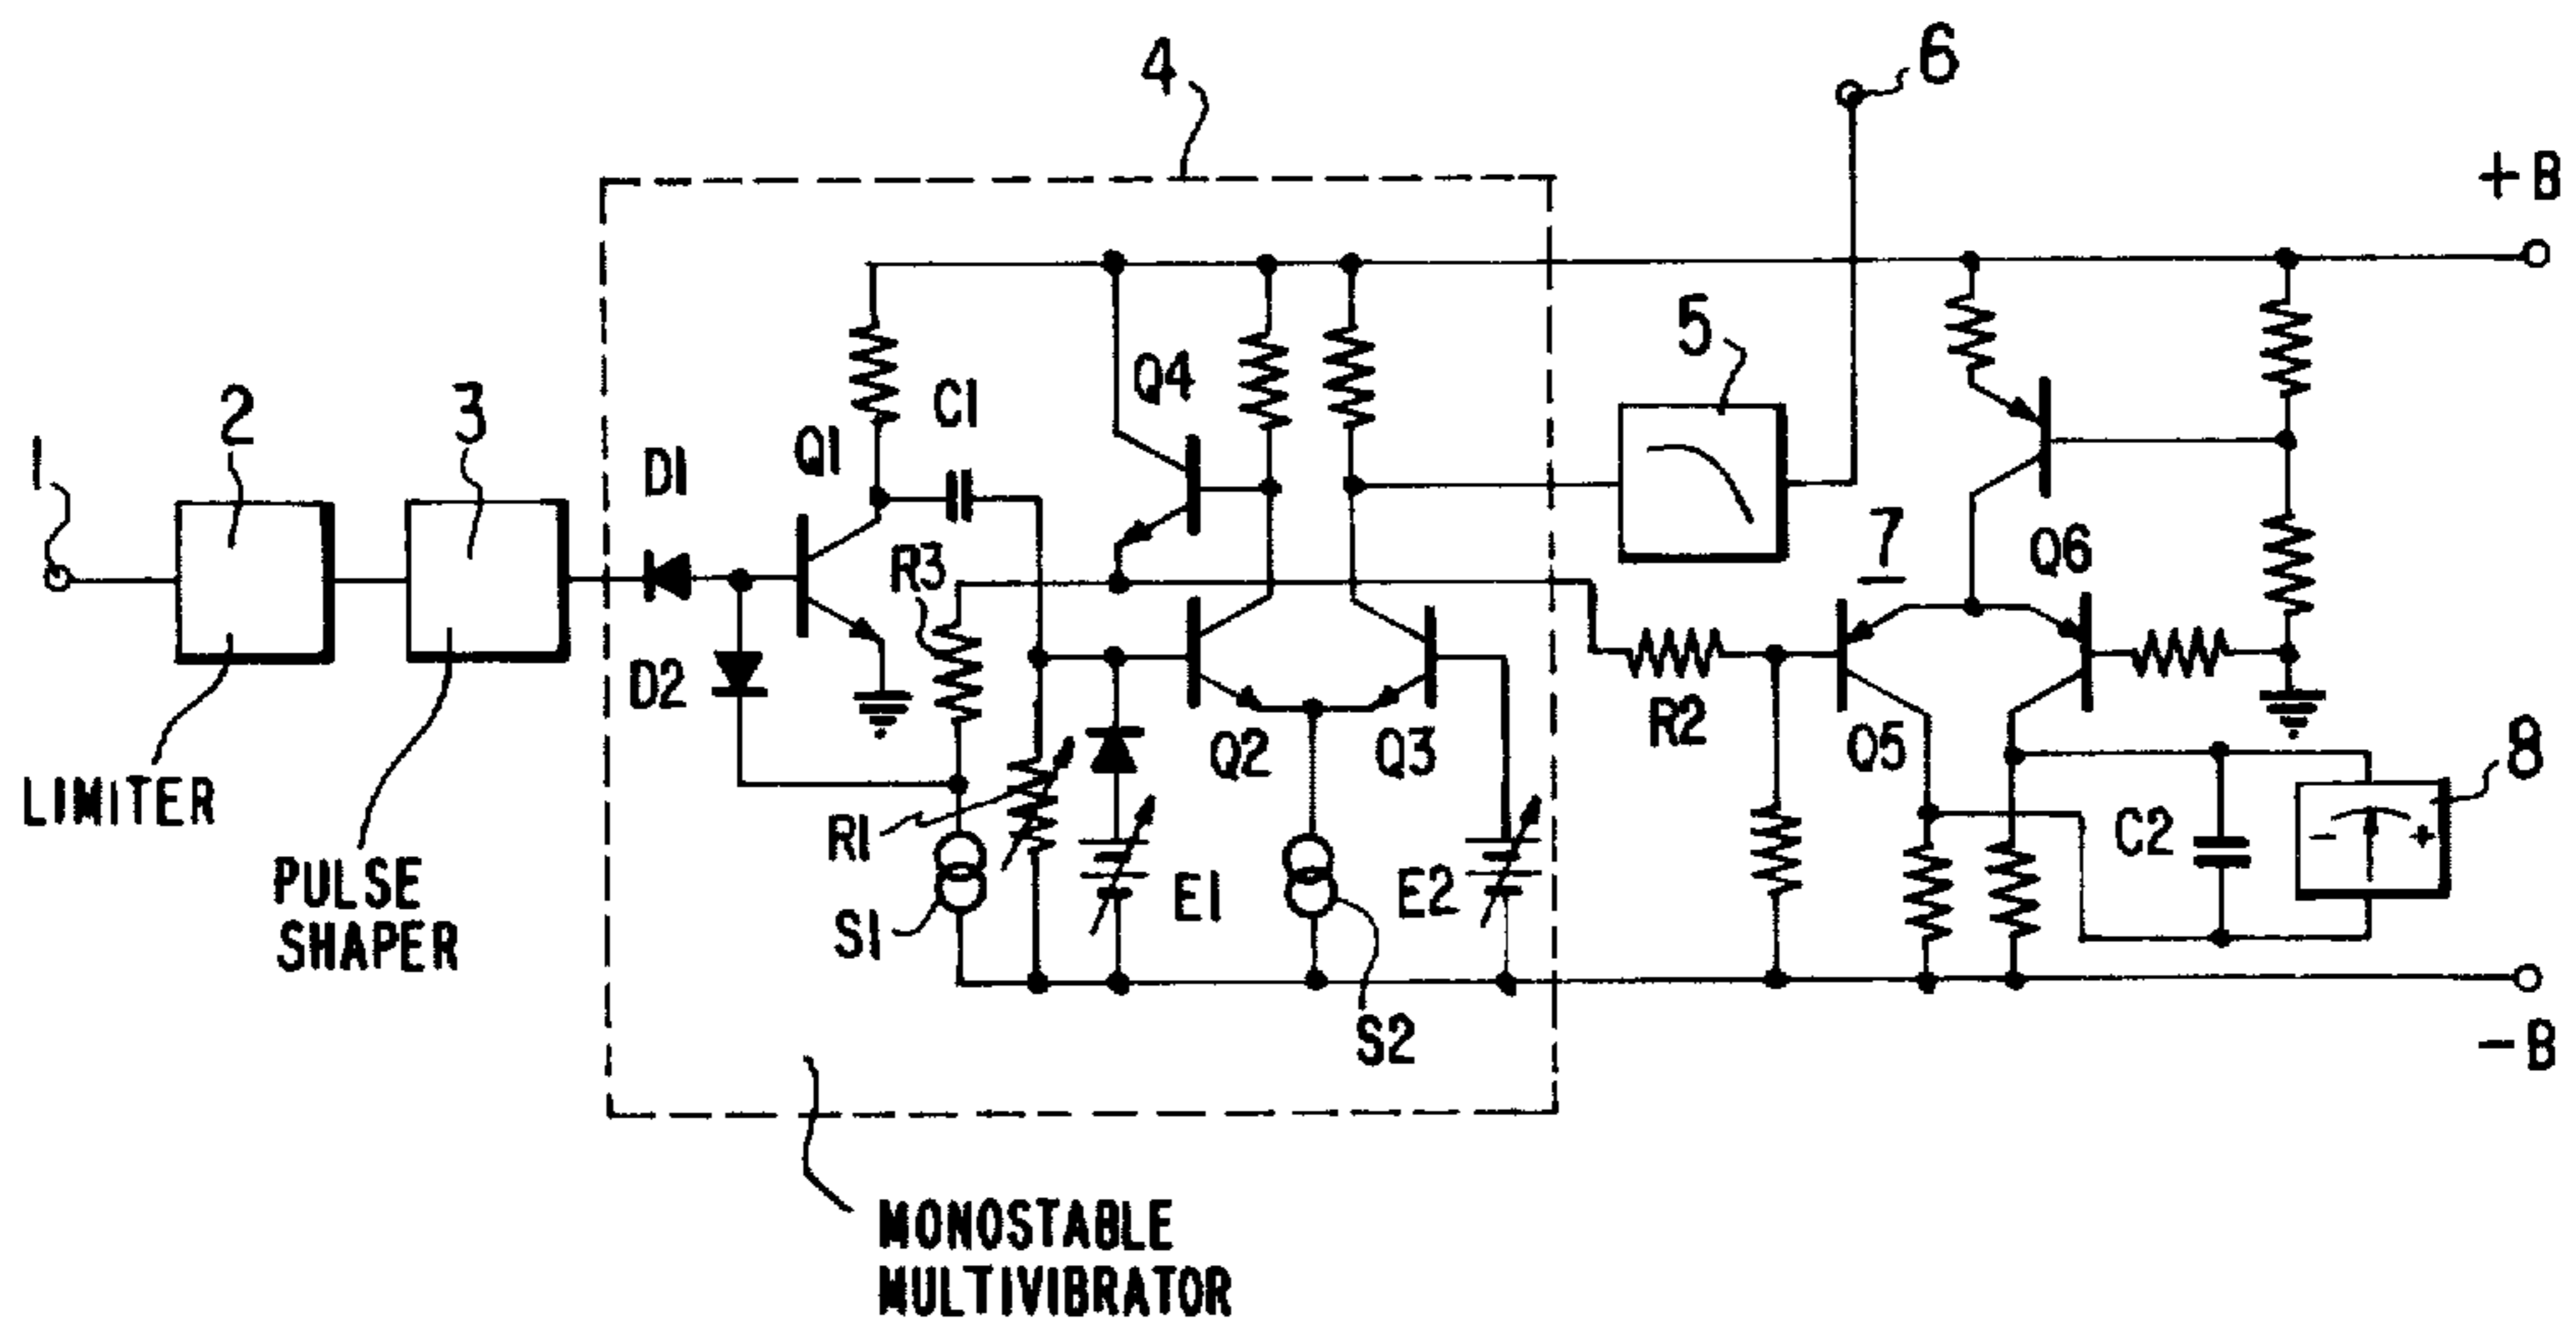 4
6
+B
5
Q4
C1
2
3
1
Q1
D1
7
Q6
R3
D2
R2
8
Q2
Q3
Q5
LIMITER
R1
C2
- +
PULSE
SHAPER
E1
E2
S1
S2
-B
MONOSTABLE
MULTIVIBRATOR